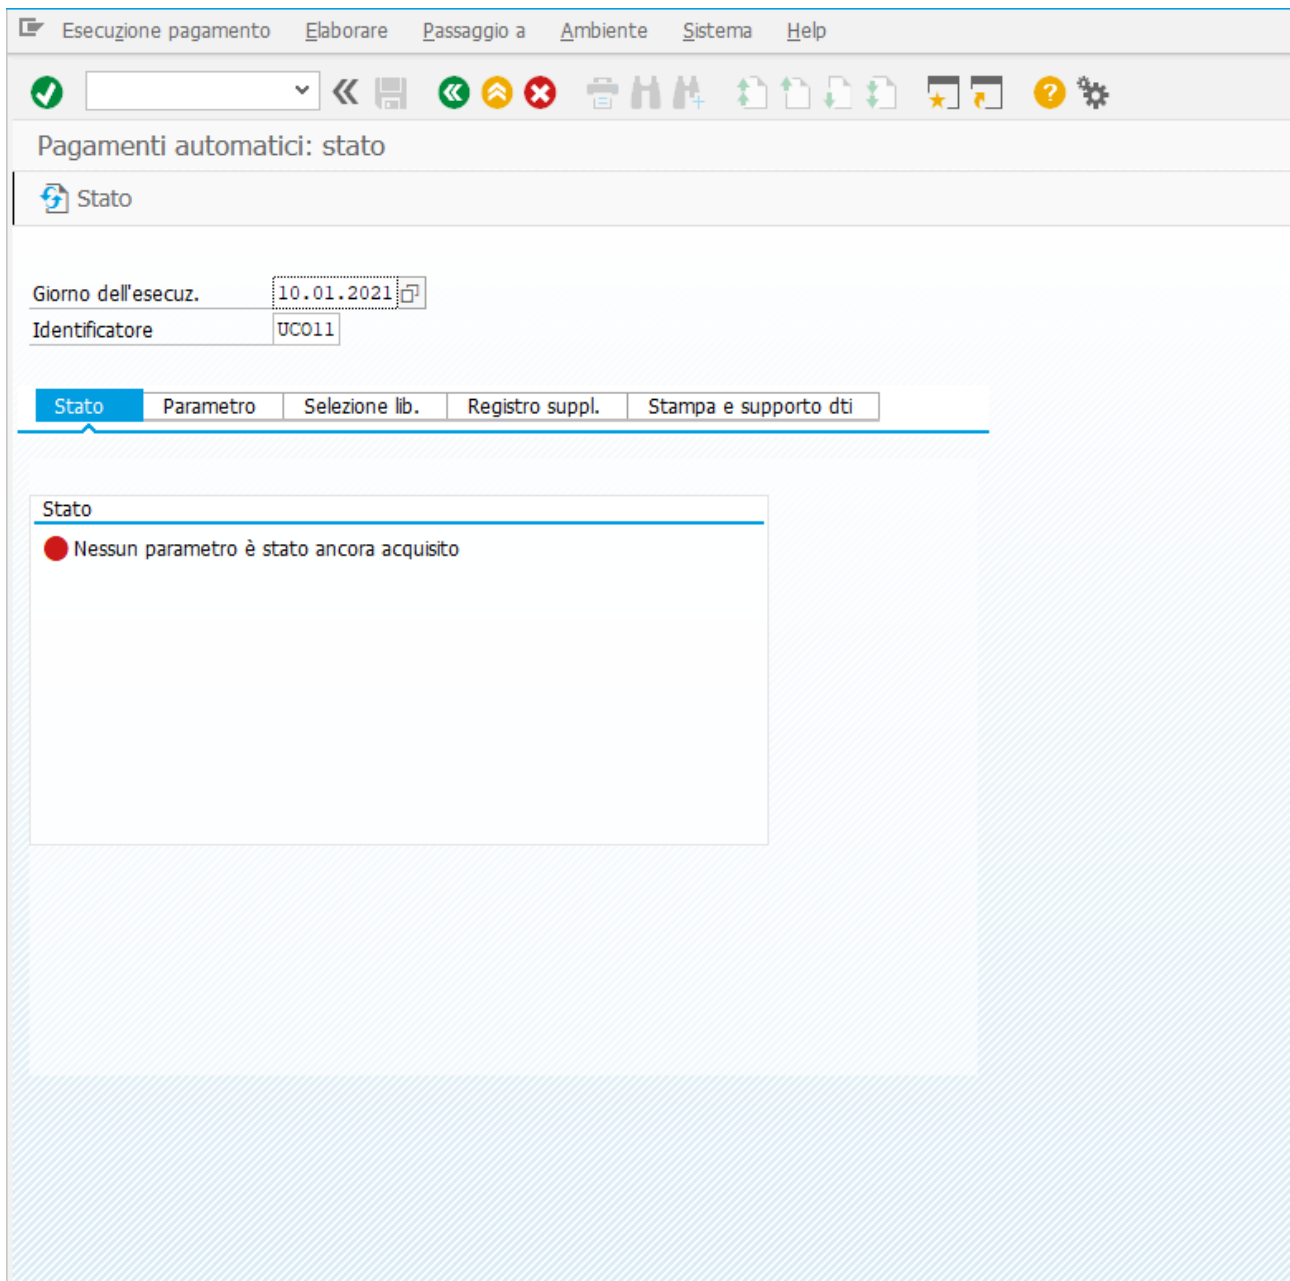 Esecuzione pagamento Elaborare Passaggio a Ambiente Sistema Help
Pagamenti automatici: stato
Stato
Giorno dell'esecuz. 10.01.2021
Identificatore UCO11
Stato Parametro Selezione lib. Registro suppl. Stampa e supporto dti
Stato
Nessun parametro è stato ancora acquisito